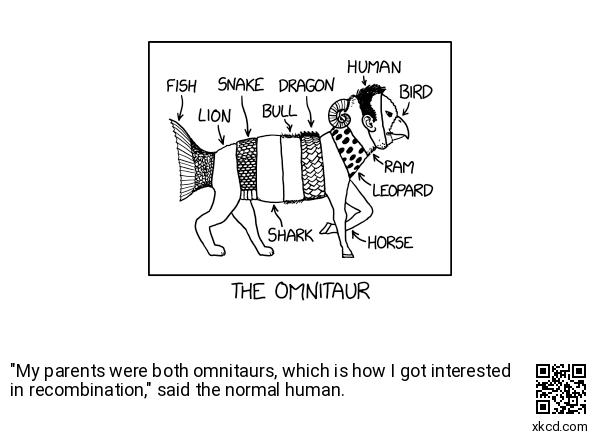 HUMAN
FISH
SNAKE
DRAGON
BIRD
LION
BULL
RAM
LEOPARD
SHARK
HORSE
THE OMNITAUR
"My parents were both omnitaurs, which is how I got interested
in recombination," said the normal human.
xkcd.com